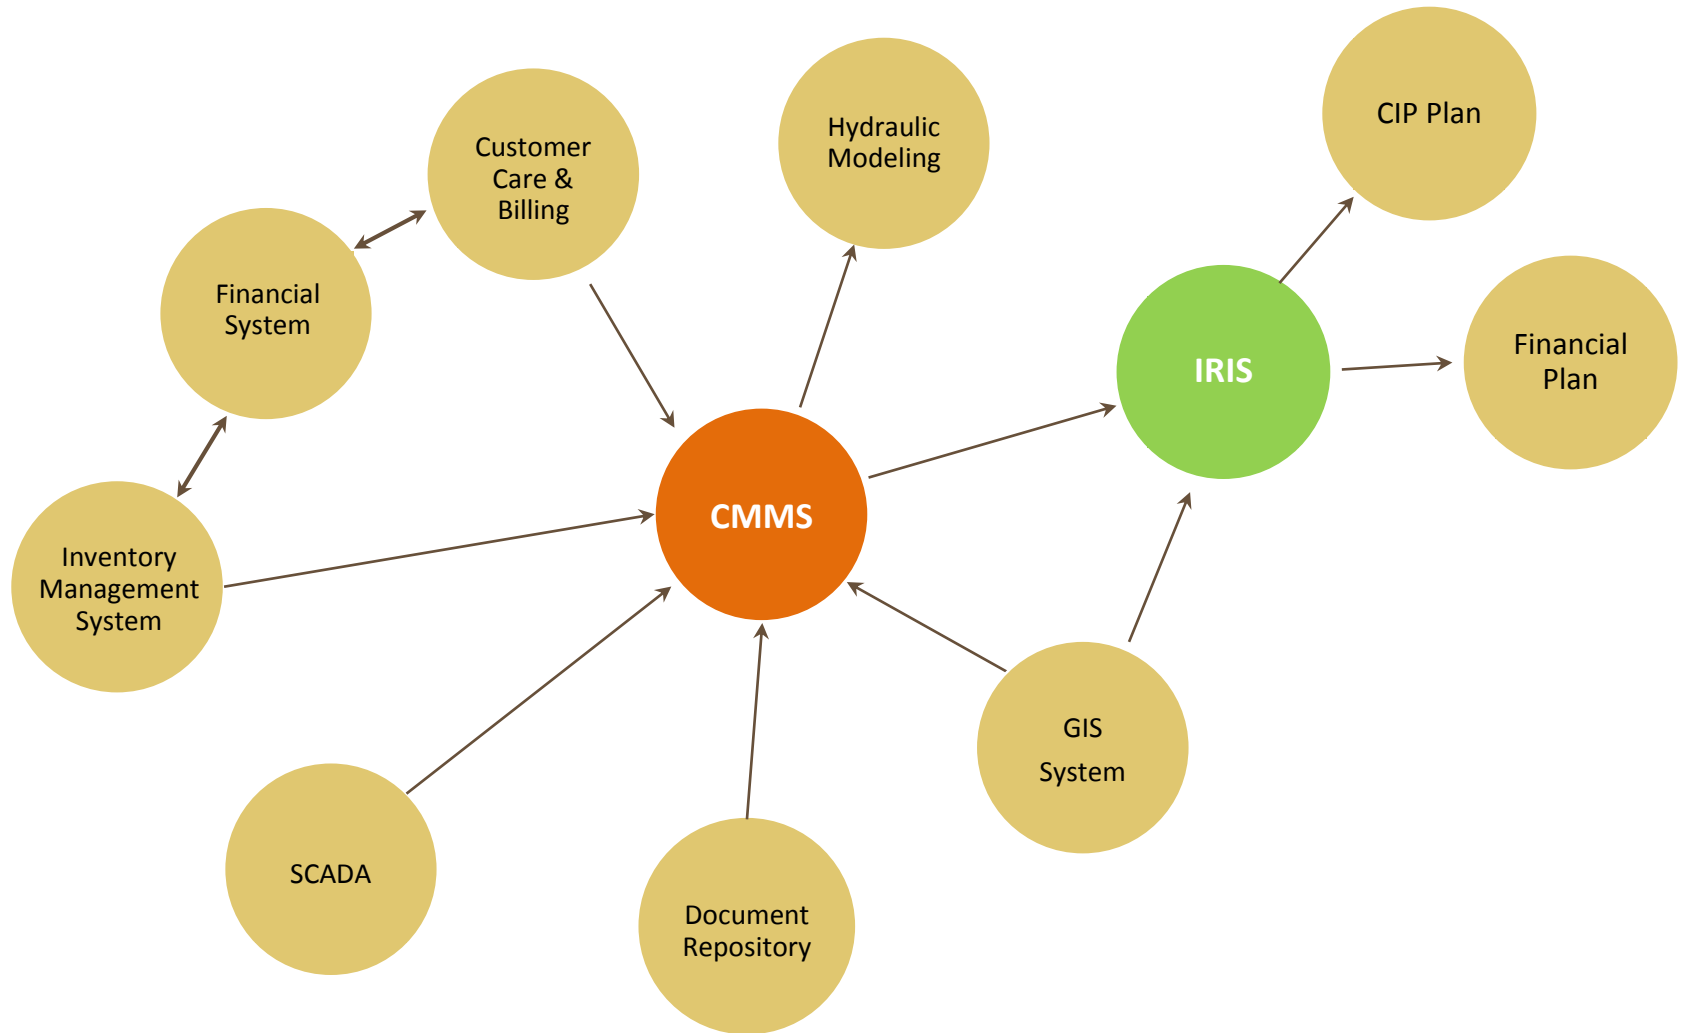 CIP Plan
Hydraulic
Modeling
Customer
Care &
Billing
Financial
System
IRIS
Financial
Plan
CMMS
Inventory
Management
System
GIS
System
SCADA
Document
Repository